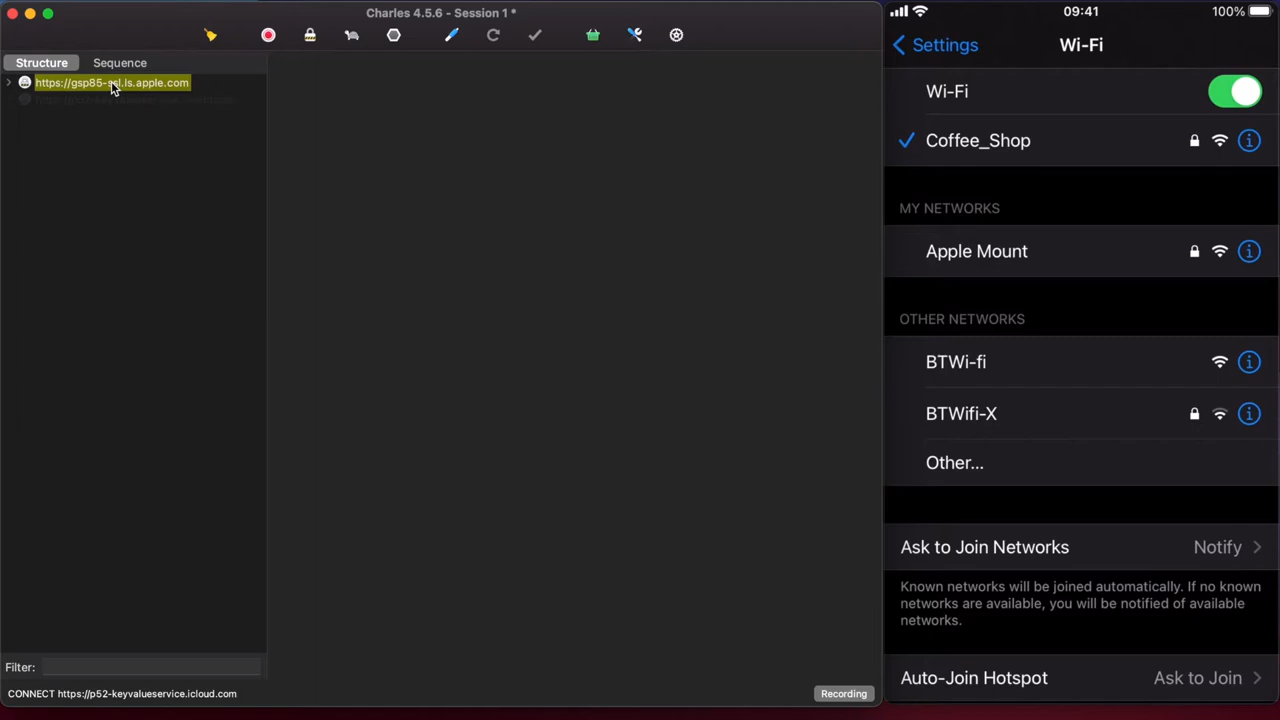 Charles 4.5.6 - Session 1 *
Structure
Sequence
https://gsp85-ssl.ls.apple.com
Filter:
CONNECT https://p52-keyvalueservice.icloud.com
Recording
09:41
100%
Settings
Wi-Fi
Wi-Fi
Coffee_Shop
MY NETWORKS
Apple Mount
OTHER NETWORKS
BTWi-fi
BTWifi-X
Other...
Ask to Join Networks
Notify
Known networks will be joined automatically. If no known
networks are available, you will be notified of available
networks.
Auto-Join Hotspot
Ask to Join